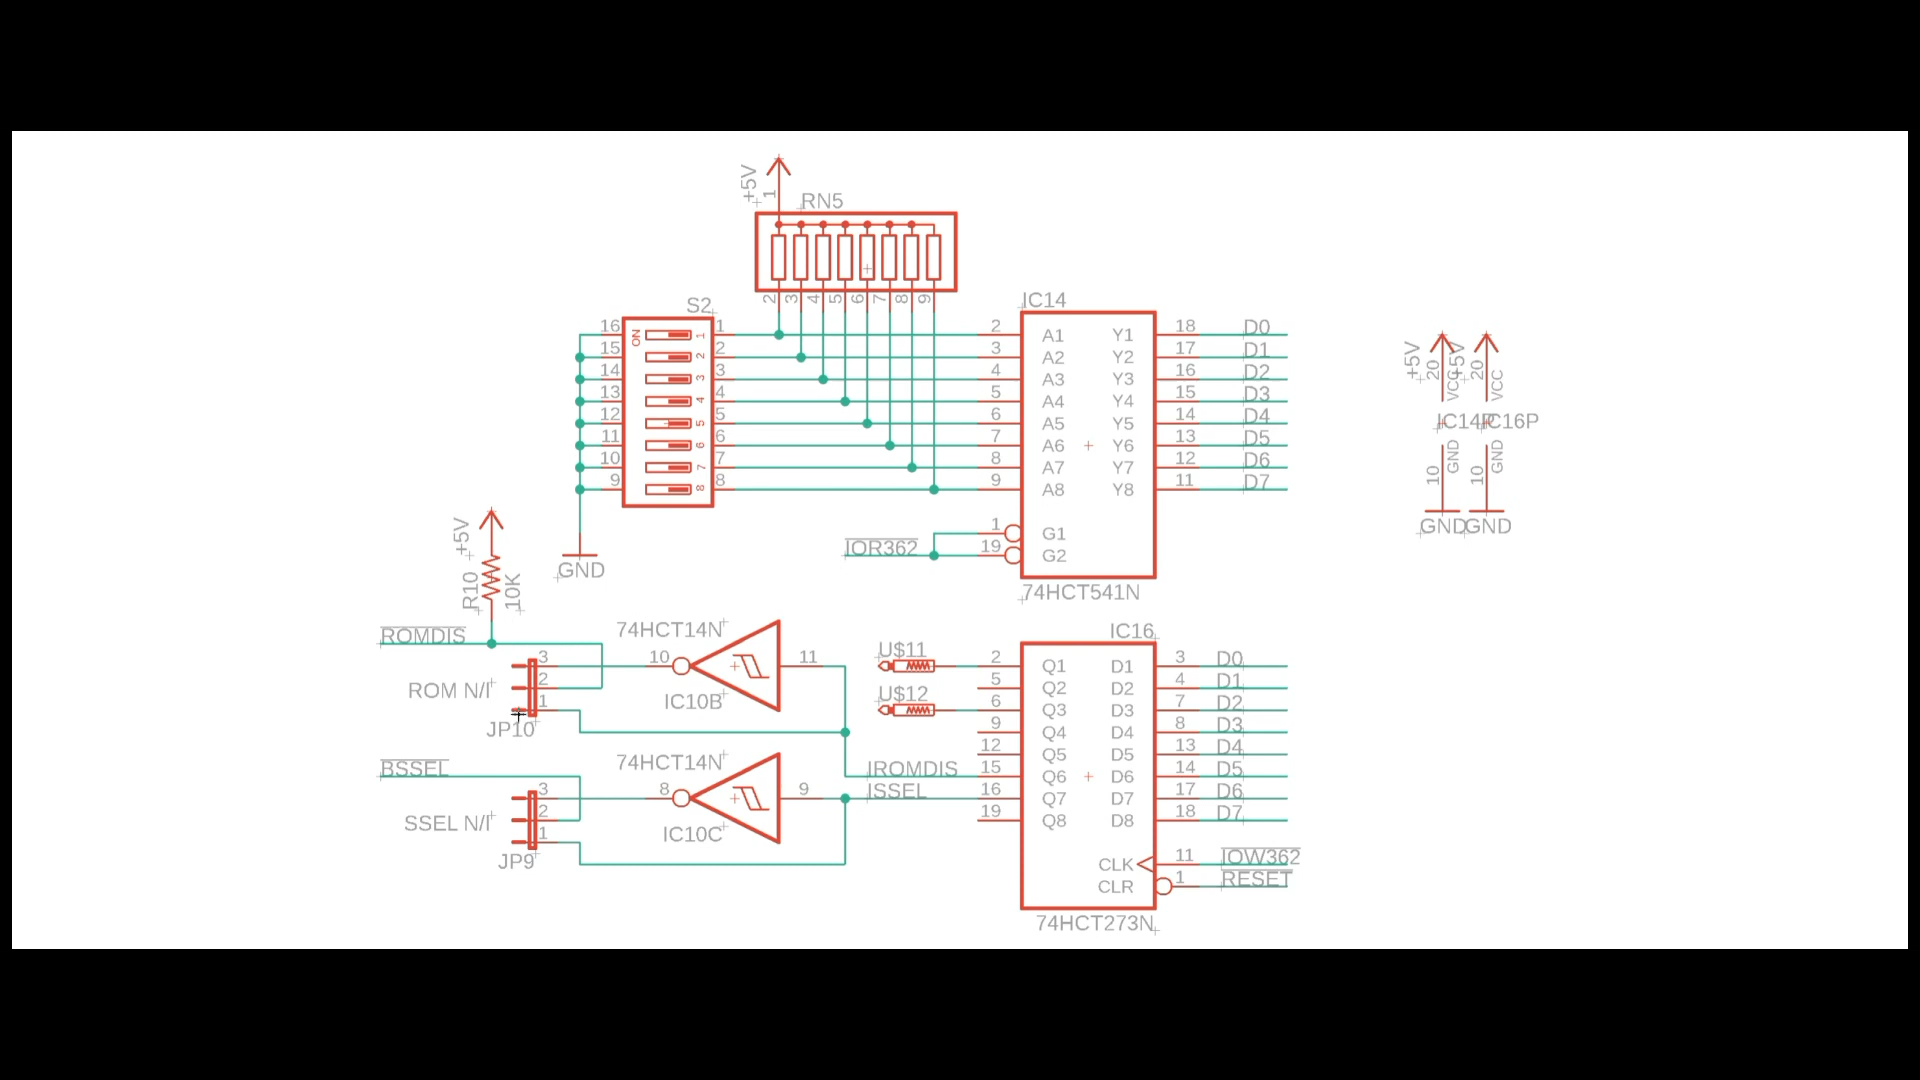 +5V
1
RN5
2 3 4 5 6 7 8 9
S2
ON
16 1 1
15 2 2
14 3 3
13 4 4
12 5 5
11 6 6
10 7 7
9 8 8
GND
IC14
2 A1 Y1 18 D0
3 A2 Y2 17 D1
4 A3 Y3 16 D2
5 A4 Y4 15 D3
6 A5 Y5 14 D4
7 A6 Y6 13 D5
8 A7 Y7 12 D6
9 A8 Y8 11 D7
1 G1
IOR362 19 G2
74HCT541N
+5V +5V
20 VCC 20 VCC
IC14P IC16P
10 GND 10 GND
GND GND
+5V
R10 10K
ROMDIS
3
2
1
ROM N/I
JP10
74HCT14N
10 11
IC10B
BSSEL
3
2
1
SSEL N/I
JP9
74HCT14N
8 9
IC10C
IROMDIS
ISSEL
U$11
U$12
IC16
2 Q1 D1 3 D0
5 Q2 D2 4 D1
6 Q3 D3 7 D2
9 Q4 D4 8 D3
12 Q5 D5 13 D4
15 Q6 D6 14 D5
16 Q7 D7 17 D6
19 Q8 D8 18 D7
CLK 11 IOW362
CLR 1 RESET
74HCT273N